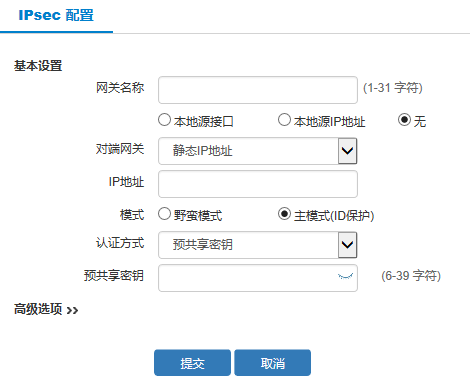 IPsec 配置
基本设置
网关名称 (1-31 字符)
本地源接口 本地源IP地址 无
对端网关 静态IP地址
IP地址
模式 野蛮模式 主模式(ID保护)
认证方式 预共享密钥
预共享密钥 (6-39 字符)
高级选项 >>
提交 取消